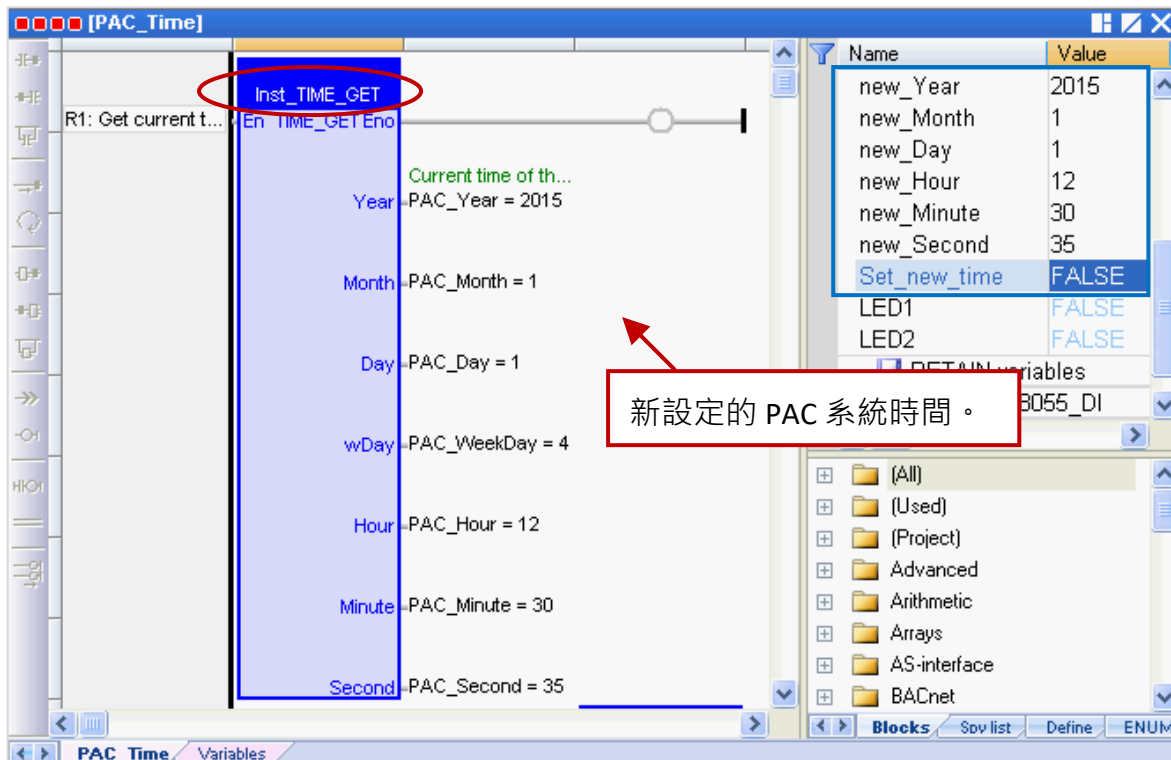 [PAC_Time]
Inst_TIME_GET
R1: Get current t...
En TIME_GET Eno
Current time of th...
Year PAC_Year = 2015
Month PAC_Month = 1
Day PAC_Day = 1
wDay PAC_WeekDay = 4
Hour PAC_Hour = 12
Minute PAC_Minute = 30
Second PAC_Second = 35
Name Value
new_Year 2015
new_Month 1
new_Day 1
new_Hour 12
new_Minute 30
new_Second 35
Set_new_time FALSE
LED1 FALSE
LED2 FALSE
RETAIN variables
8055_DI
新設定的 PAC 系統時間。
(All)
(Used)
(Project)
Advanced
Arithmetic
Arrays
AS-interface
BACnet
Blocks Spy list Define ENUM
PAC_Time Variables